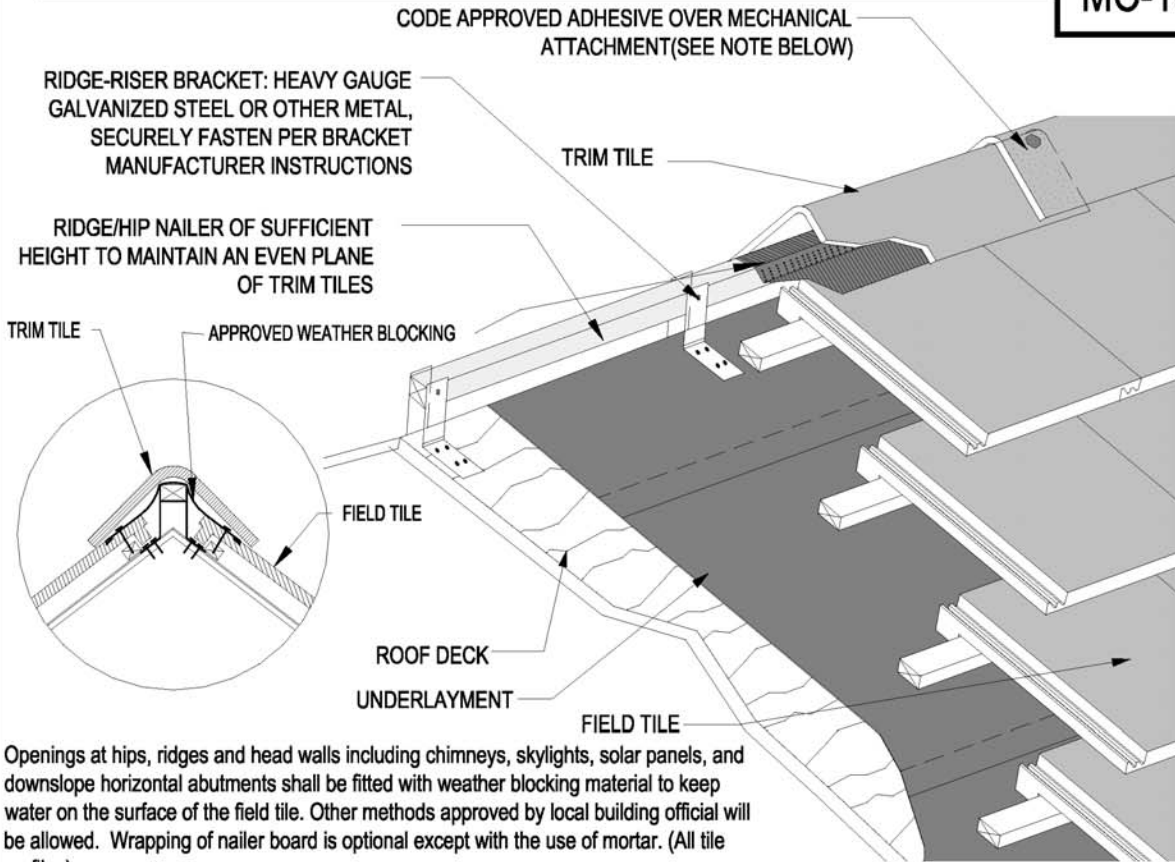 MO-1
CODE APPROVED ADHESIVE OVER MECHANICAL
ATTACHMENT(SEE NOTE BELOW)
RIDGE-RISER BRACKET: HEAVY GAUGE
GALVANIZED STEEL OR OTHER METAL,
SECURELY FASTEN PER BRACKET
MANUFACTURER INSTRUCTIONS
TRIM TILE
RIDGE/HIP NAILER OF SUFFICIENT
HEIGHT TO MAINTAIN AN EVEN PLANE
OF TRIM TILES
TRIM TILE
APPROVED WEATHER BLOCKING
FIELD TILE
ROOF DECK
UNDERLAYMENT
FIELD TILE
Openings at hips, ridges and head walls including chimneys, skylights, solar panels, and
downslope horizontal abutments shall be fitted with weather blocking material to keep
water on the surface of the field tile. Other methods approved by local building official will
be allowed. Wrapping of nailer board is optional except with the use of mortar. (All tile